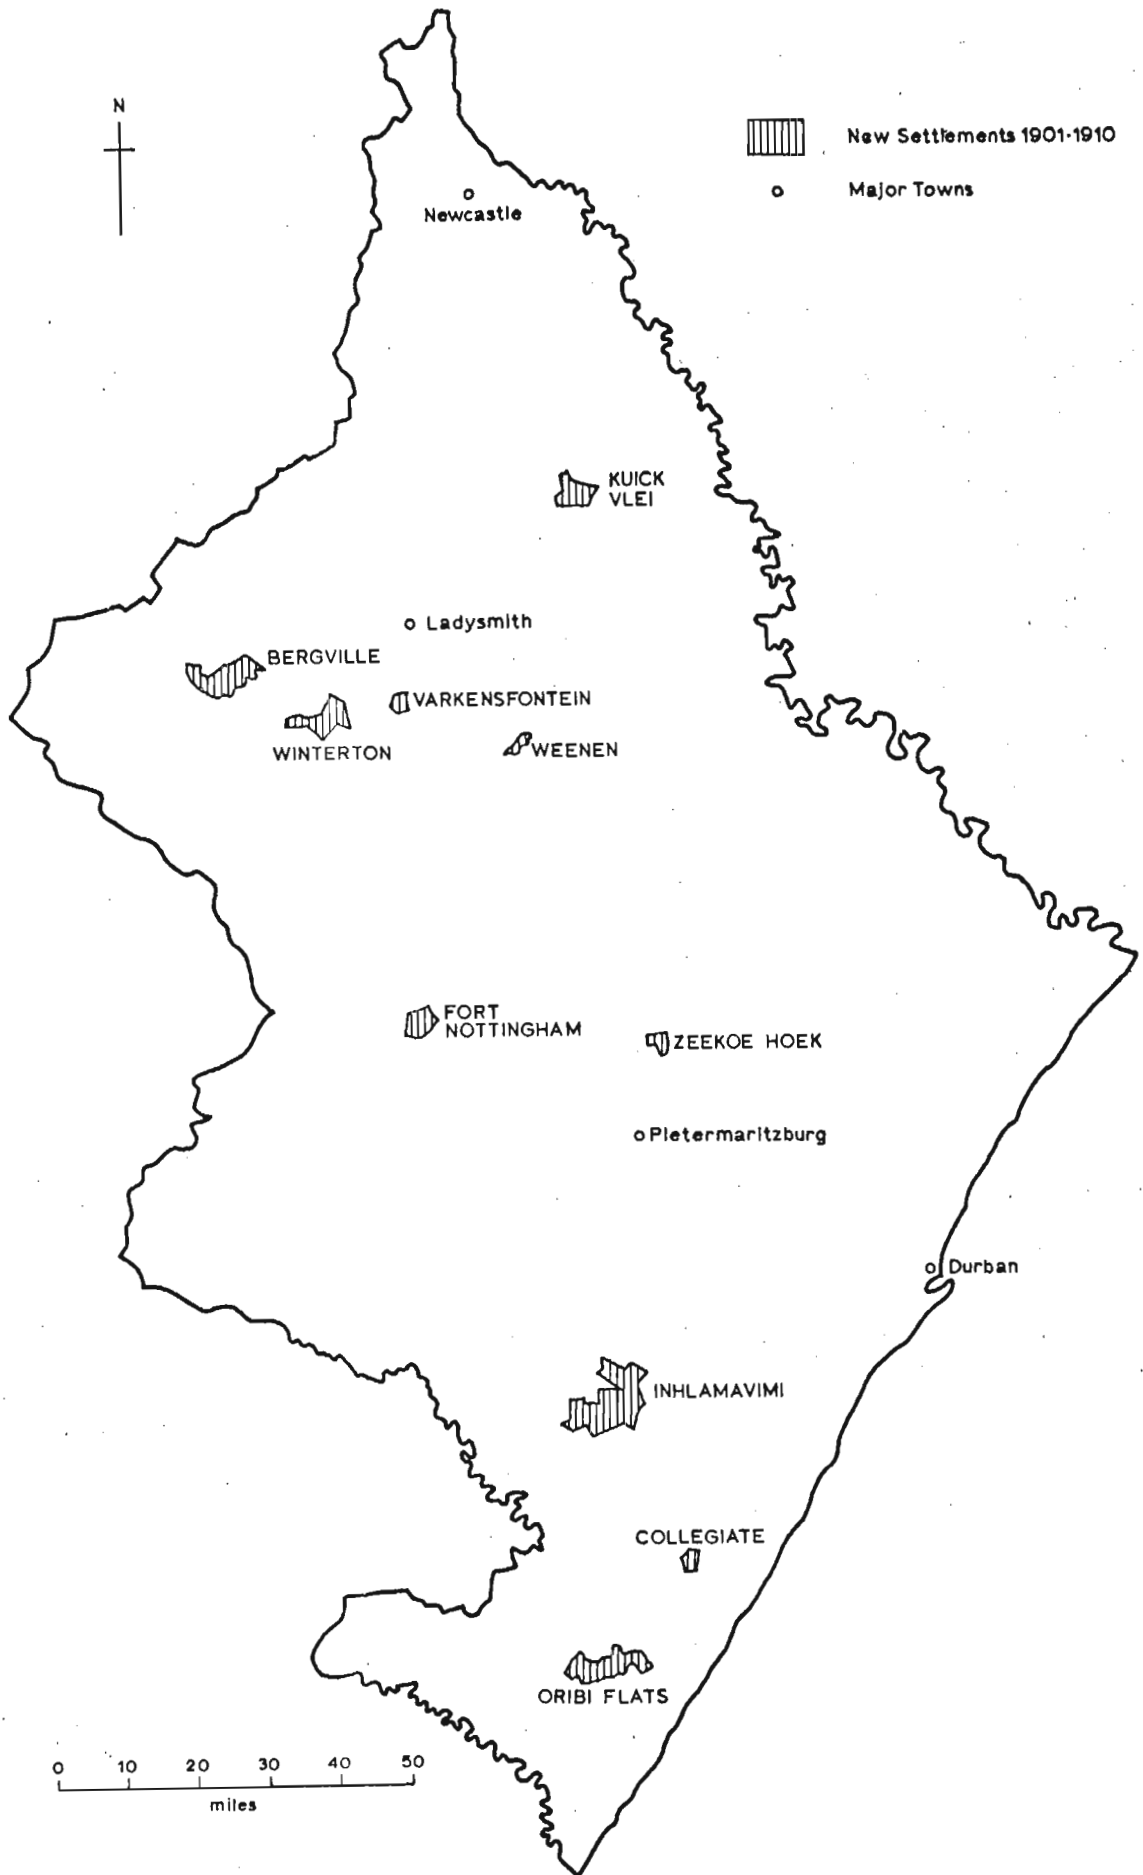 N
New Settlements 1901-1910
Major Towns
Newcastle
KUICK
VLEI
Ladysmith
BERGVILLE
VARKENSFONTEIN
WINTERTON
WEENEN
FORT
NOTTINGHAM
ZEEKOE HOEK
Pietermaritzburg
Durban
INHLAMAVIMI
COLLEGIATE
ORIBI FLATS
0 10 20 30 40 50
miles